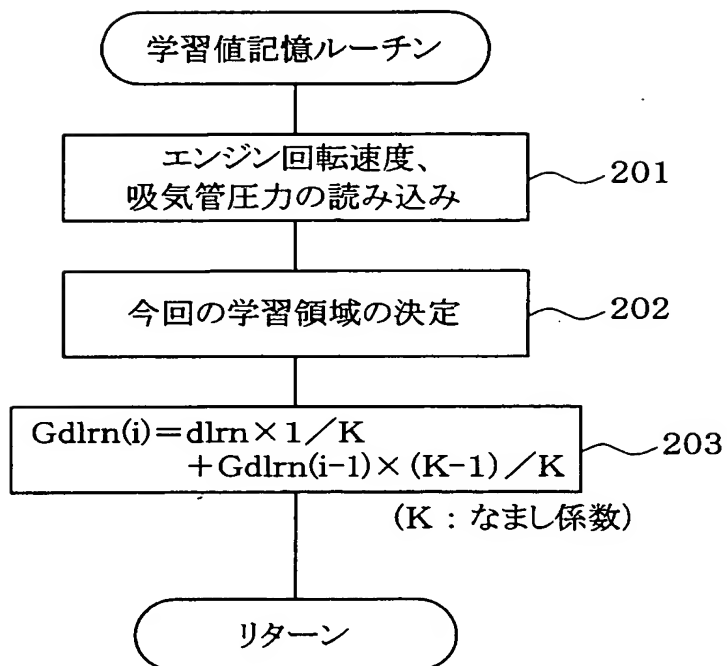 学習値記憶ルーチン
エンジン回転速度、
吸気管圧力の読み込み
201
今回の学習領域の決定
202
Gdlrn(i)=dlrn×1/K
+Gdlrn(i-1)×(K-1)/K
203
(K : なまし係数)
リターン